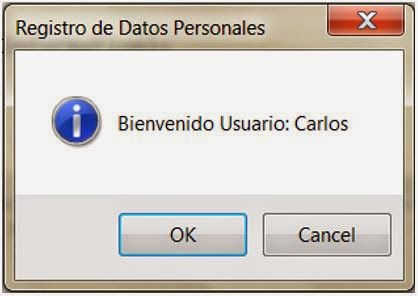 Registro de Datos Personales
Bienvenido Usuario: Carlos
OK
Cancel